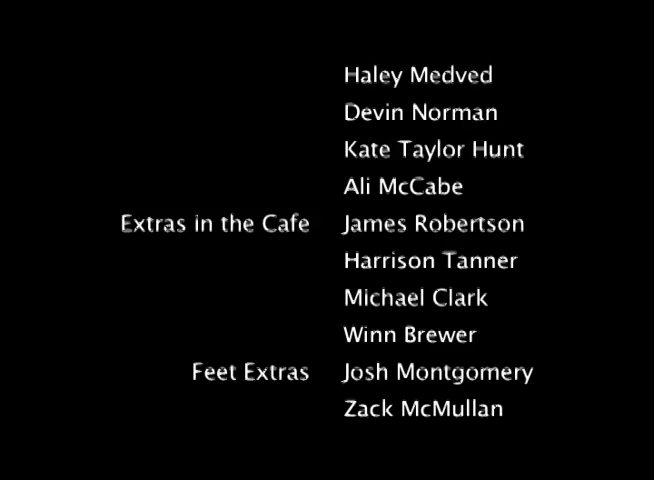 Haley Medved
Devin Norman
Kate Taylor Hunt
Ali McCabe
Extras in the Cafe James Robertson
Harrison Tanner
Michael Clark
Winn Brewer
Feet Extras Josh Montgomery
Zack McMullan